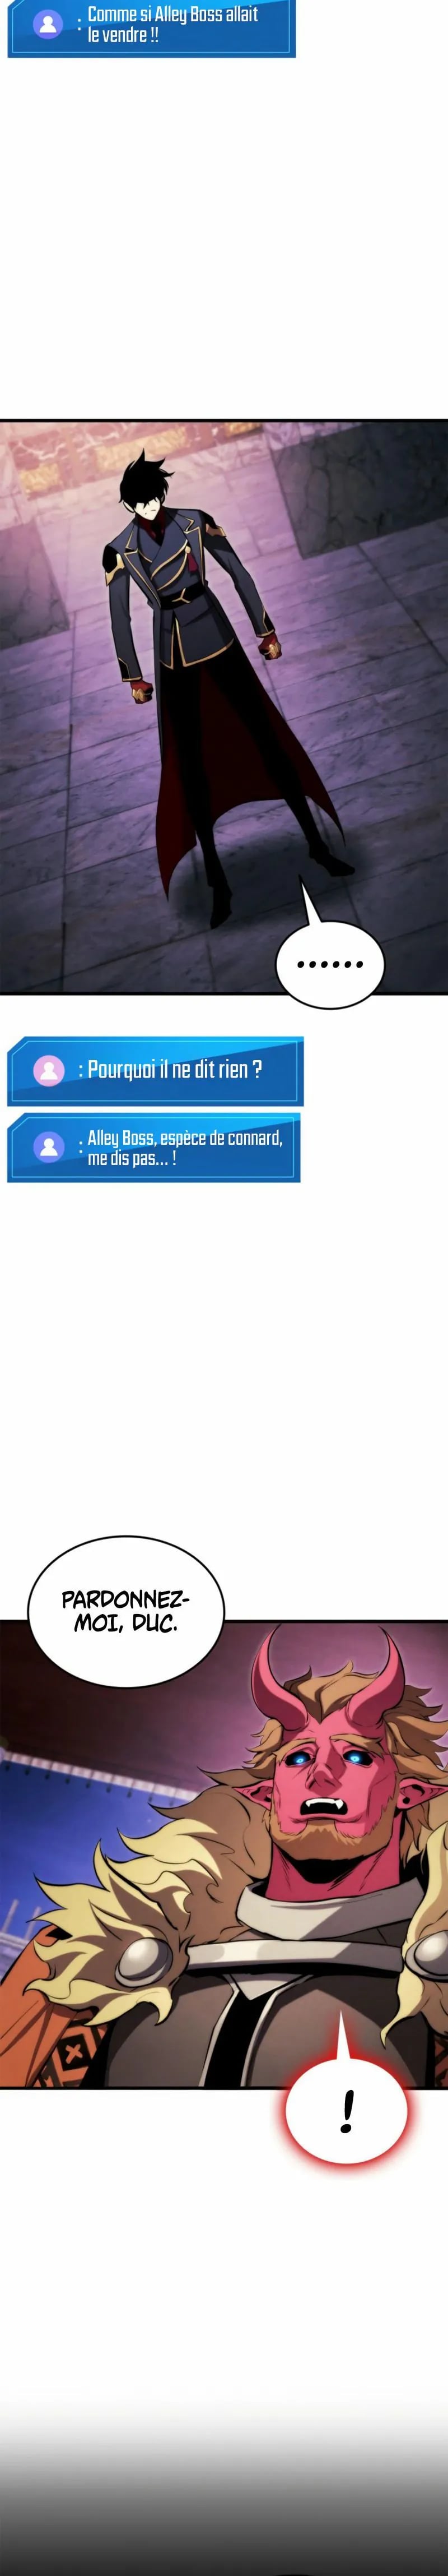 : Comme si Alley Boss allait
le vendre !!
......
: Pourquoi il ne dit rien ?
: Alley Boss, espèce de connard,
me dis pas... !
PARDONNEZ-
MOI, DUC.
!